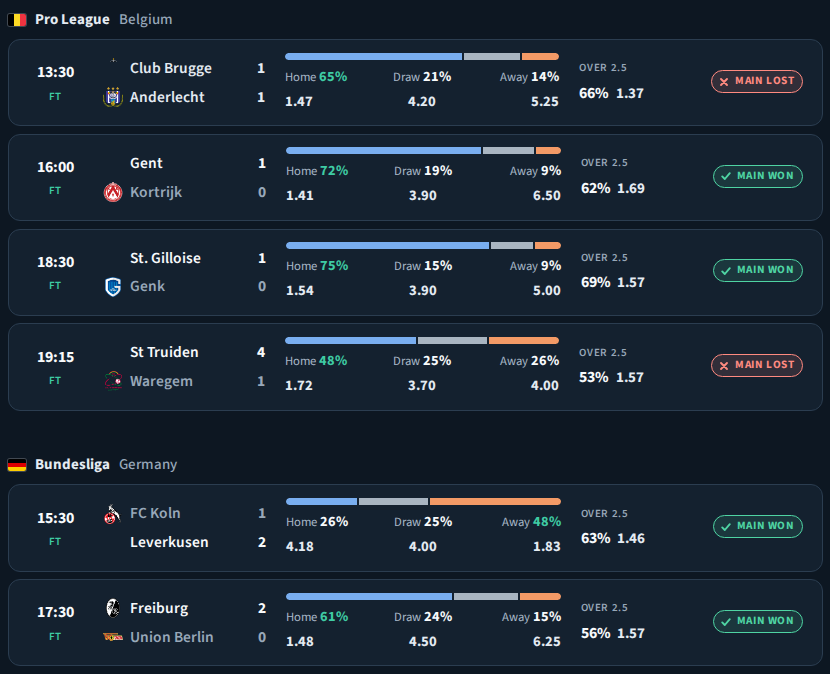 Pro League Belgium
13:30 Club Brugge 1 Home 65% Draw 21% Away 14% OVER 2.5 MAIN LOST
FT Anderlecht 1 1.47 4.20 5.25 66% 1.37
16:00 Gent 1 Home 72% Draw 19% Away 9% OVER 2.5 MAIN WON
FT Kortrijk 0 1.41 3.90 6.50 62% 1.69
18:30 St. Gilloise 1 Home 75% Draw 15% Away 9% OVER 2.5 MAIN WON
FT Genk 0 1.54 3.90 5.00 69% 1.57
19:15 St Truiden 4 Home 48% Draw 25% Away 26% OVER 2.5 MAIN LOST
FT Waregem 1 1.72 3.70 4.00 53% 1.57
Bundesliga Germany
15:30 FC Koln 1 Home 26% Draw 25% Away 48% OVER 2.5 MAIN WON
FT Leverkusen 2 4.18 4.00 1.83 63% 1.46
17:30 Freiburg 2 Home 61% Draw 24% Away 15% OVER 2.5 MAIN WON
FT Union Berlin 0 1.48 4.50 6.25 56% 1.57